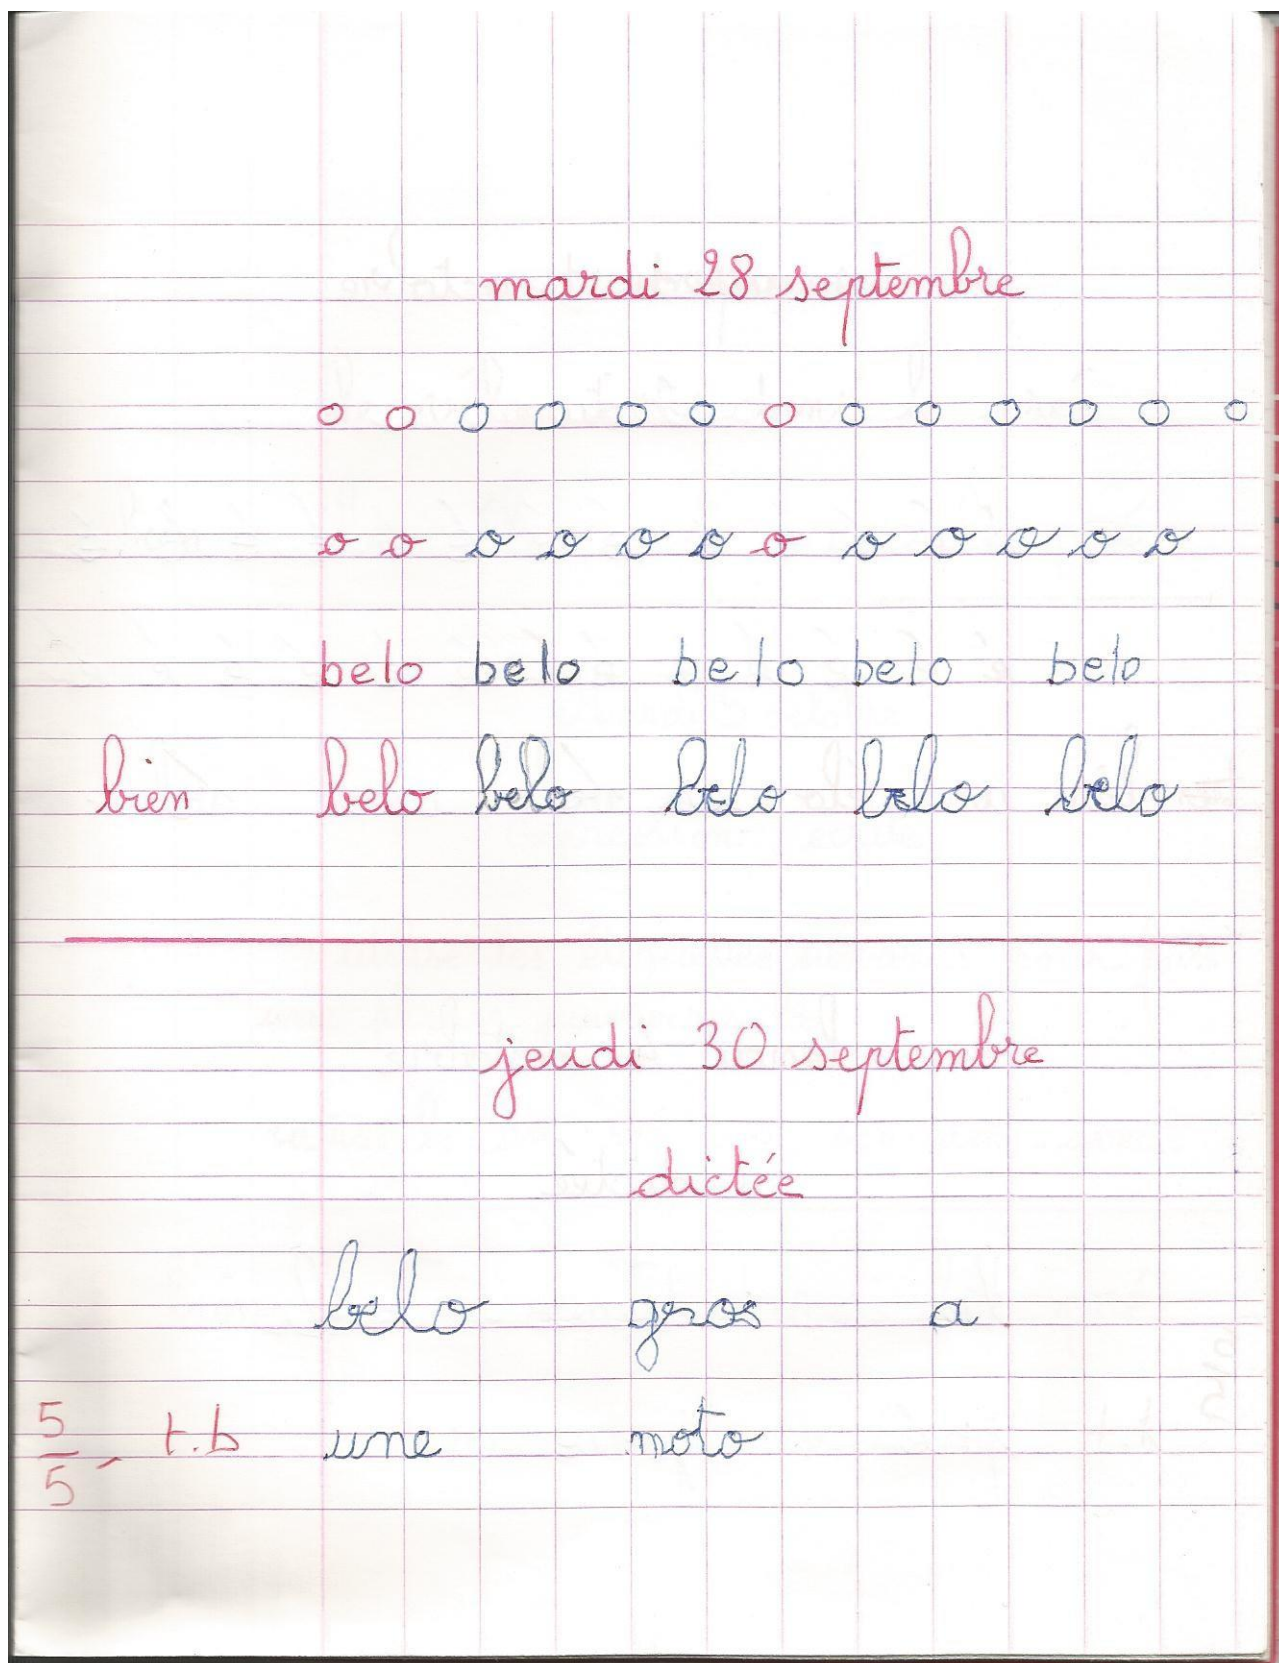 mardi 28 septembre
o o o o o o o o o o o o o
o o o o o o o o o o o o
belo belo belo belo belo
bien belo belo belo belo belo
jeudi 30 septembre
dictée
belo gros a
5/5 t.b une moto